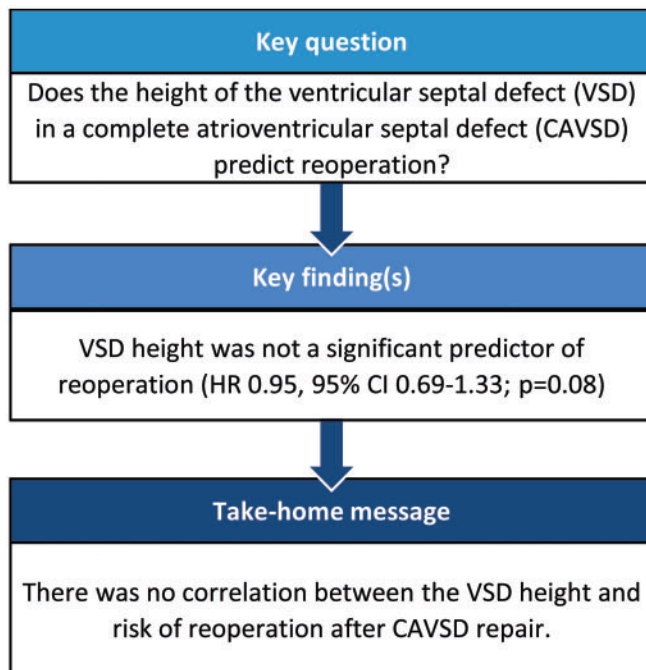 Key question
Does the height of the ventricular septal defect (VSD)
in a complete atrioventricular septal defect (CAVSD)
predict reoperation?
Key finding(s)
VSD height was not a significant predictor of
reoperation (HR 0.95, 95% CI 0.69-1.33; p=0.08)
Take-home message
There was no correlation between the VSD height and
risk of reoperation after CAVSD repair.